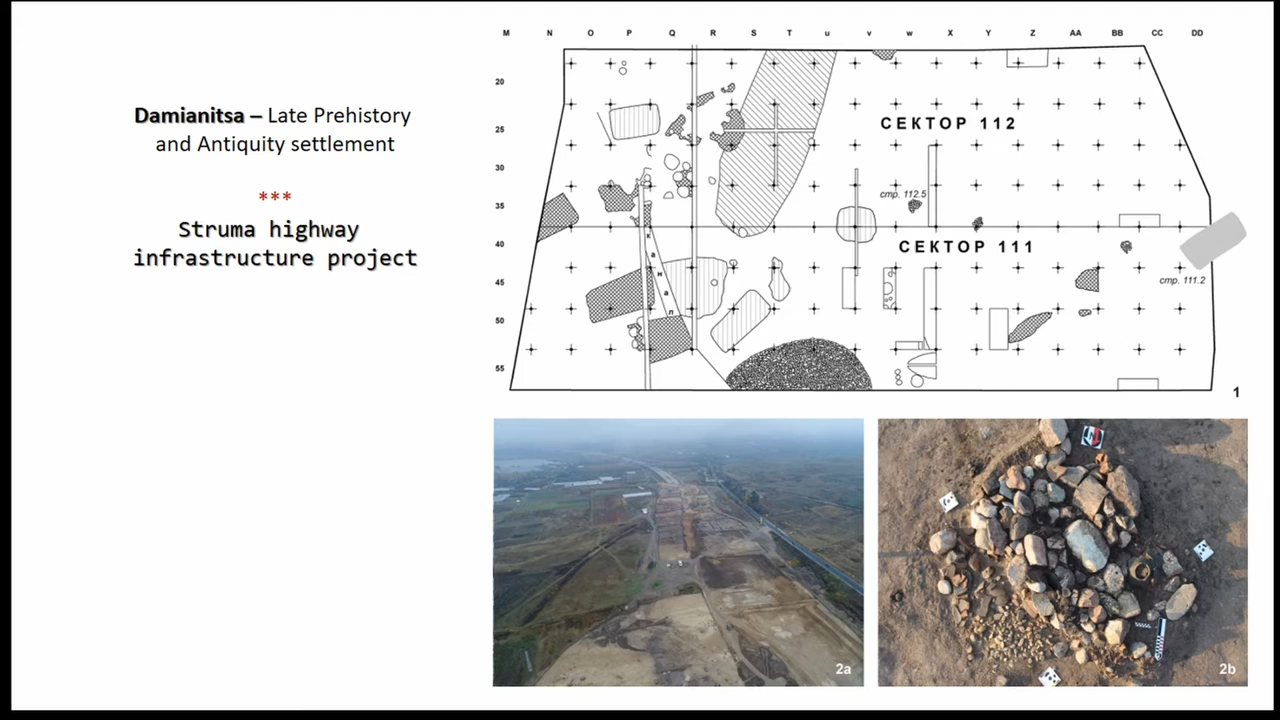 Damianitsa – Late Prehistory
and Antiquity settlement
***
Struma highway
infrastructure project
M N O P Q R S T u v w X Y Z AA BB CC DD
20
25
30
35
40
45
50
55
СЕКТОР 112
стр. 112.5
СЕКТОР 111
стр. 111.2
к
а
н
а
л
1
2a
2b